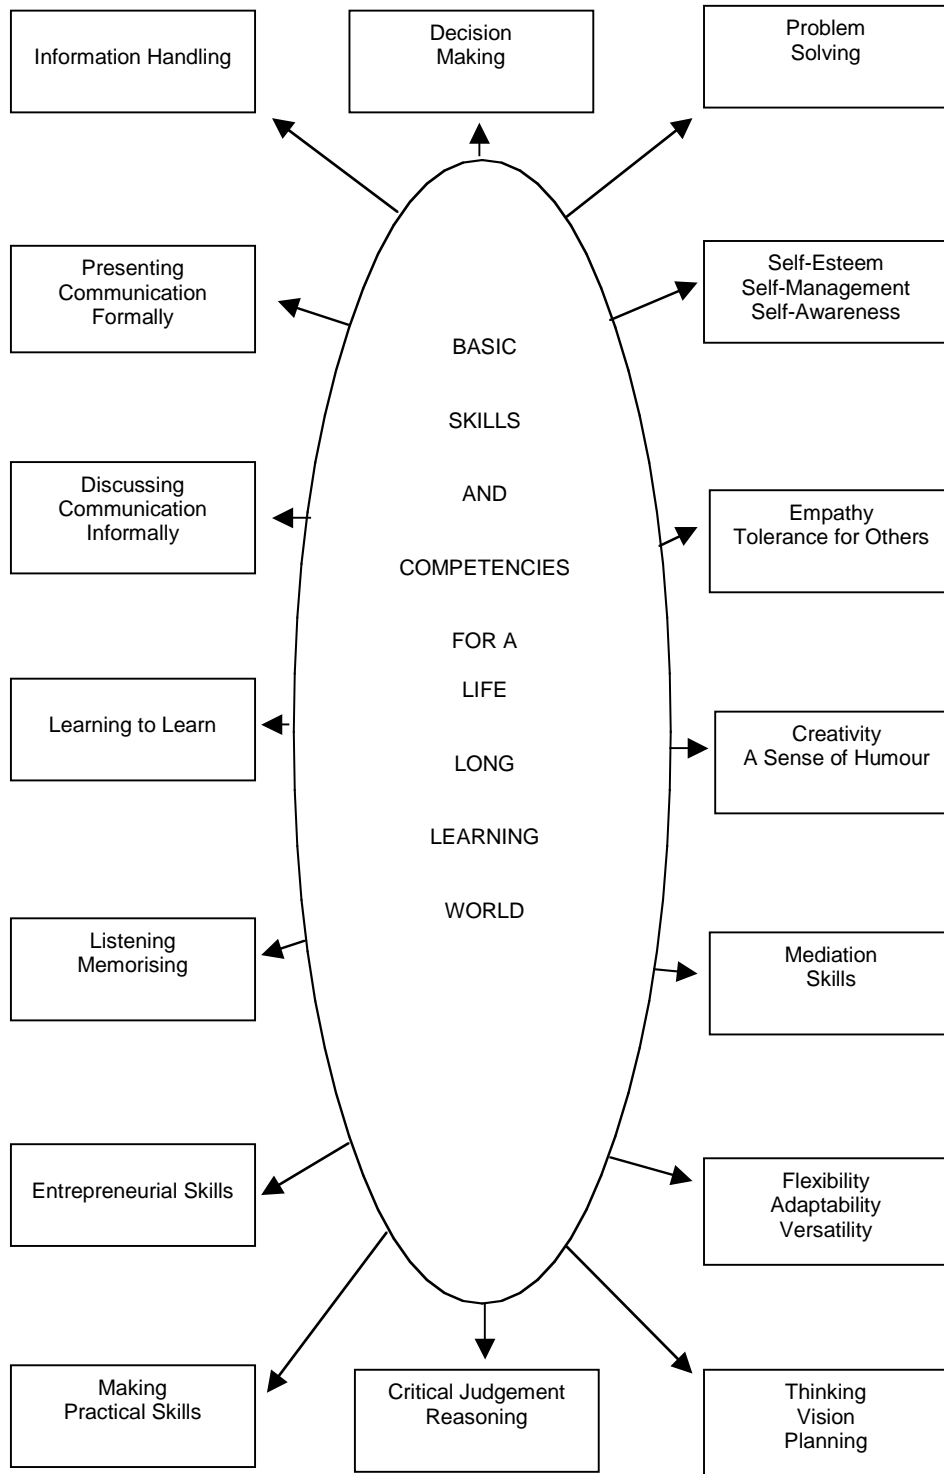 Information Handling
Decision
Making
Problem
Solving
Presenting
Communication
Formally
Self-Esteem
Self-Management
Self-Awareness
BASIC
SKILLS
AND
COMPETENCIES
FOR A
LIFE
LONG
LEARNING
WORLD
Discussing
Communication
Informally
Empathy
Tolerance for Others
Learning to Learn
Creativity
A Sense of Humour
Listening
Memorising
Mediation
Skills
Entrepreneurial Skills
Flexibility
Adaptability
Versatility
Making
Practical Skills
Critical Judgement
Reasoning
Thinking
Vision
Planning